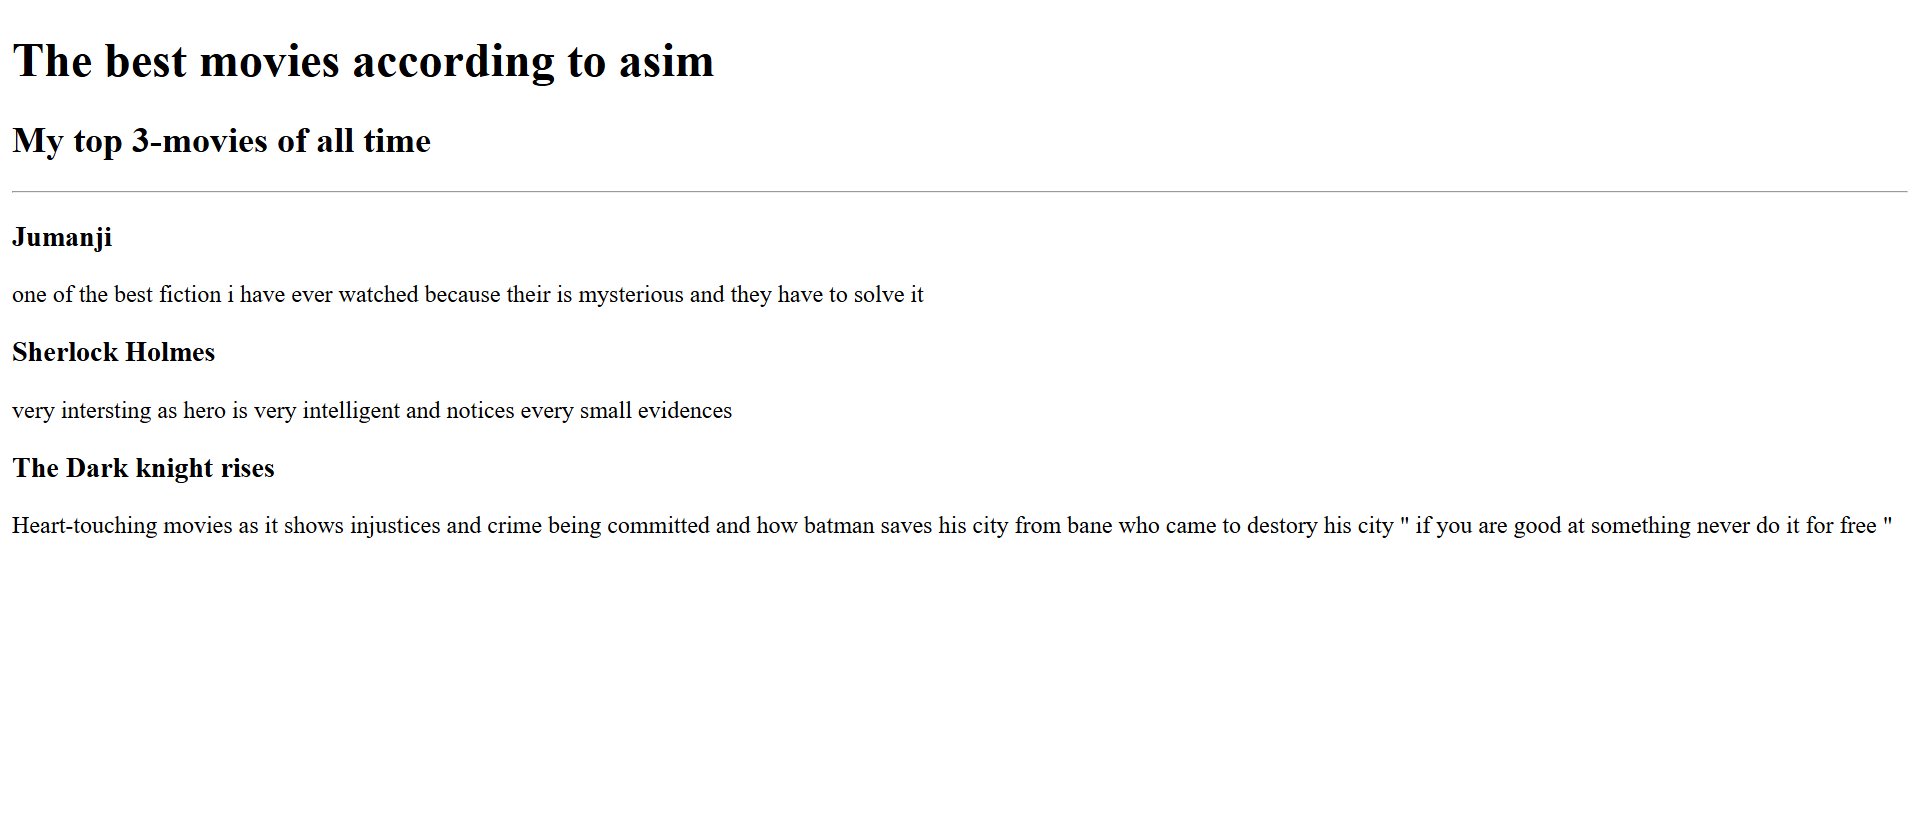 The best movies according to asim
My top 3-movies of all time
Jumanji
one of the best fiction i have ever watched because their is mysterious and they have to solve it
Sherlock Holmes
very intersting as hero is very intelligent and notices every small evidences
The Dark knight rises
Heart-touching movies as it shows injustices and crime being committed and how batman saves his city from bane who came to destory his city " if you are good at something never do it for free "